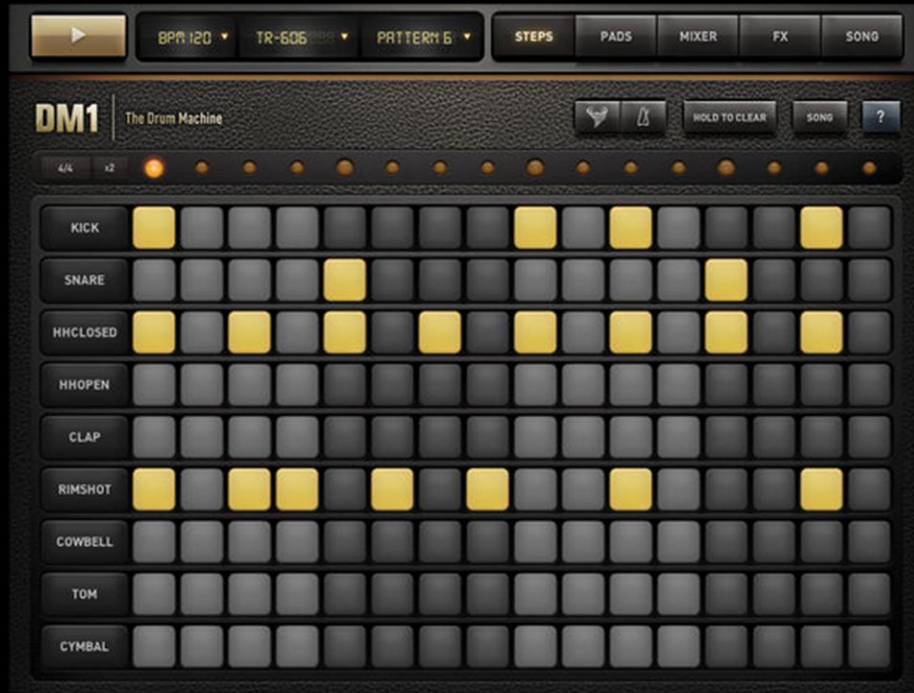 BPM 120 TR-606 PATTERN 6 STEPS PADS MIXER FX SONG
DM1 The Drum Machine HOLD TO CLEAR SONG ?
4/4 x2
KICK
SNARE
HHCLOSED
HHOPEN
CLAP
RIMSHOT
COWBELL
TOM
CYMBAL